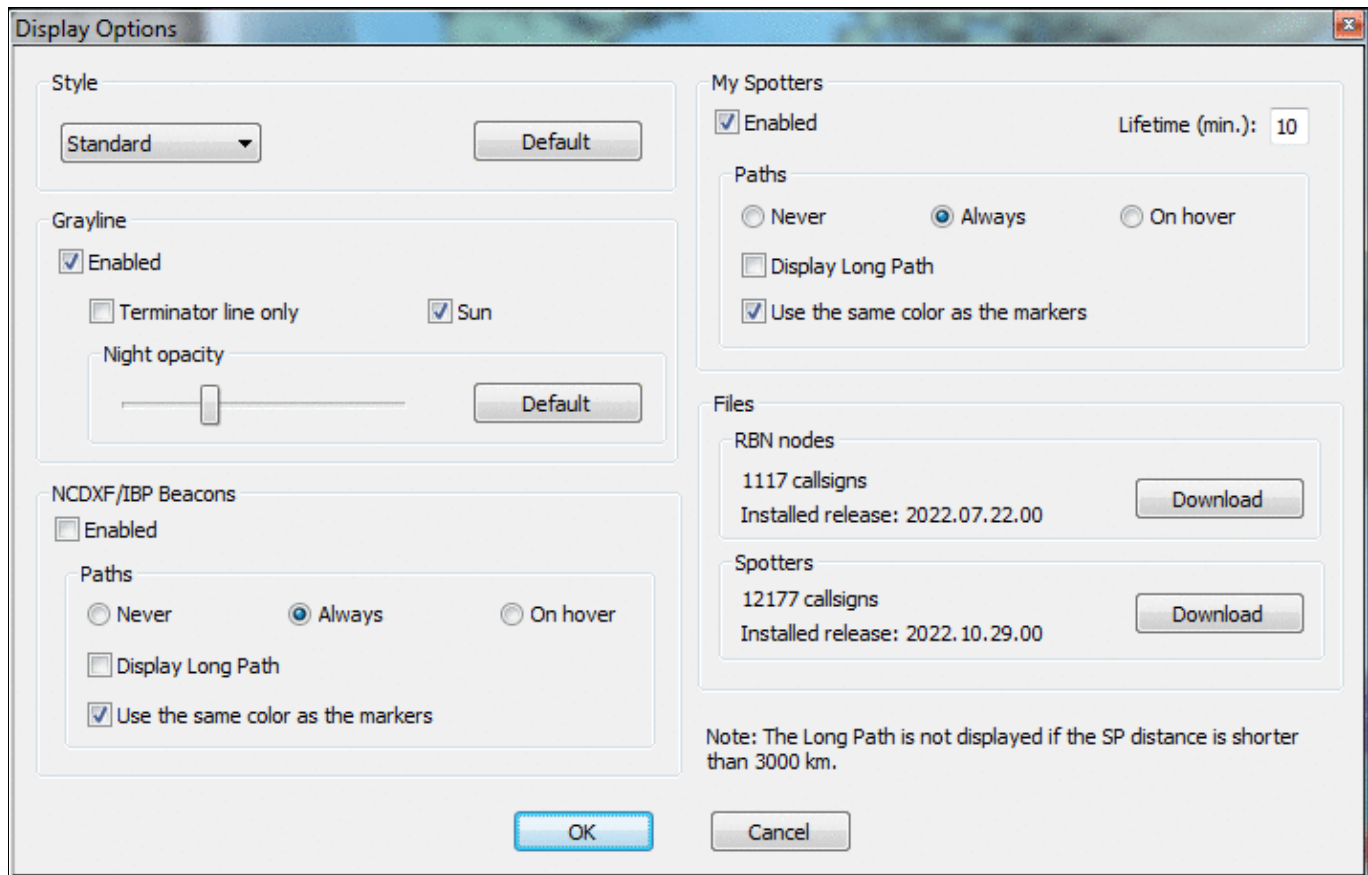 Display Options
Style
Standard
Default
Grayline
Enabled
Terminator line only
Sun
Night opacity
Default
NCDXF/IBP Beacons
Enabled
Paths
Never
Always
On hover
Display Long Path
Use the same color as the markers
My Spotters
Enabled
Lifetime (min.): 10
Paths
Never
Always
On hover
Display Long Path
Use the same color as the markers
Files
RBN nodes
1117 callsigns
Installed release: 2022.07.22.00
Download
Spotters
12177 callsigns
Installed release: 2022.10.29.00
Download
Note: The Long Path is not displayed if the SP distance is shorter
than 3000 km.
OK
Cancel